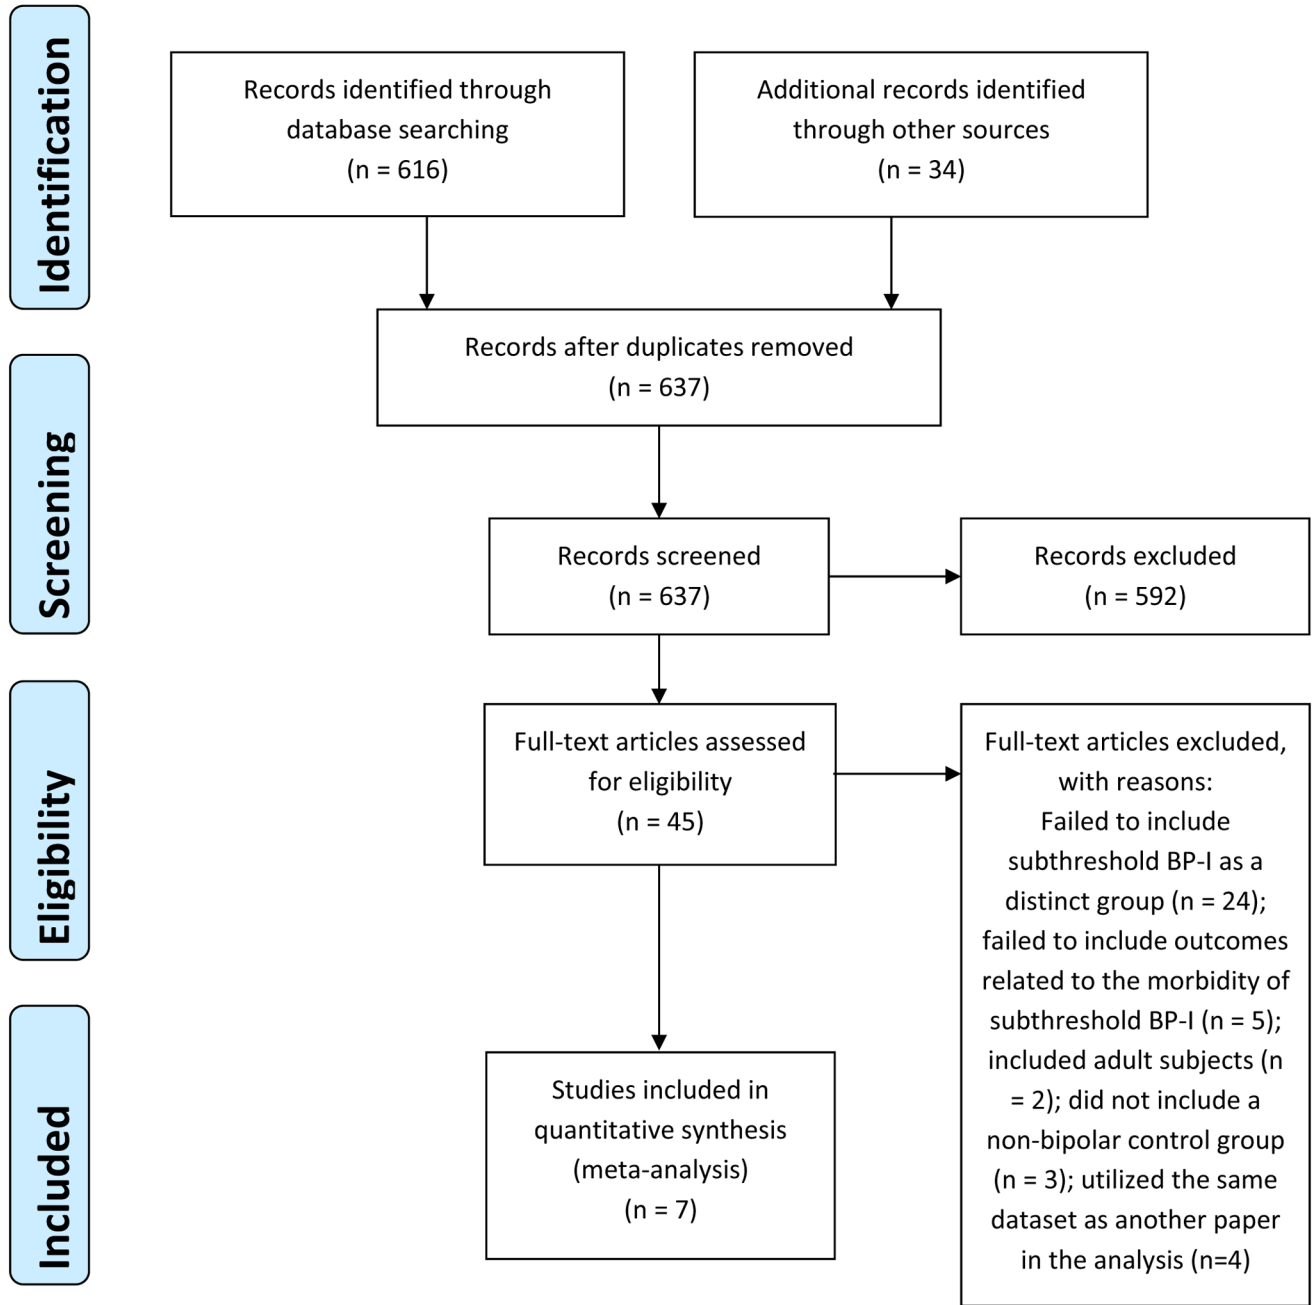 Identification
Records identified through
database searching
(n = 616)
Additional records identified
through other sources
(n = 34)
Records after duplicates removed
(n = 637)
Screening
Records screened
(n = 637)
Records excluded
(n = 592)
Eligibility
Full-text articles assessed
for eligibility
(n = 45)
Full-text articles excluded,
with reasons:
Failed to include
subthreshold BP-I as a
distinct group (n = 24);
failed to include outcomes
related to the morbidity of
subthreshold BP-I (n = 5);
included adult subjects (n
= 2); did not include a
non-bipolar control group
(n = 3); utilized the same
dataset as another paper
in the analysis (n=4)
Included
Studies included in
quantitative synthesis
(meta-analysis)
(n = 7)